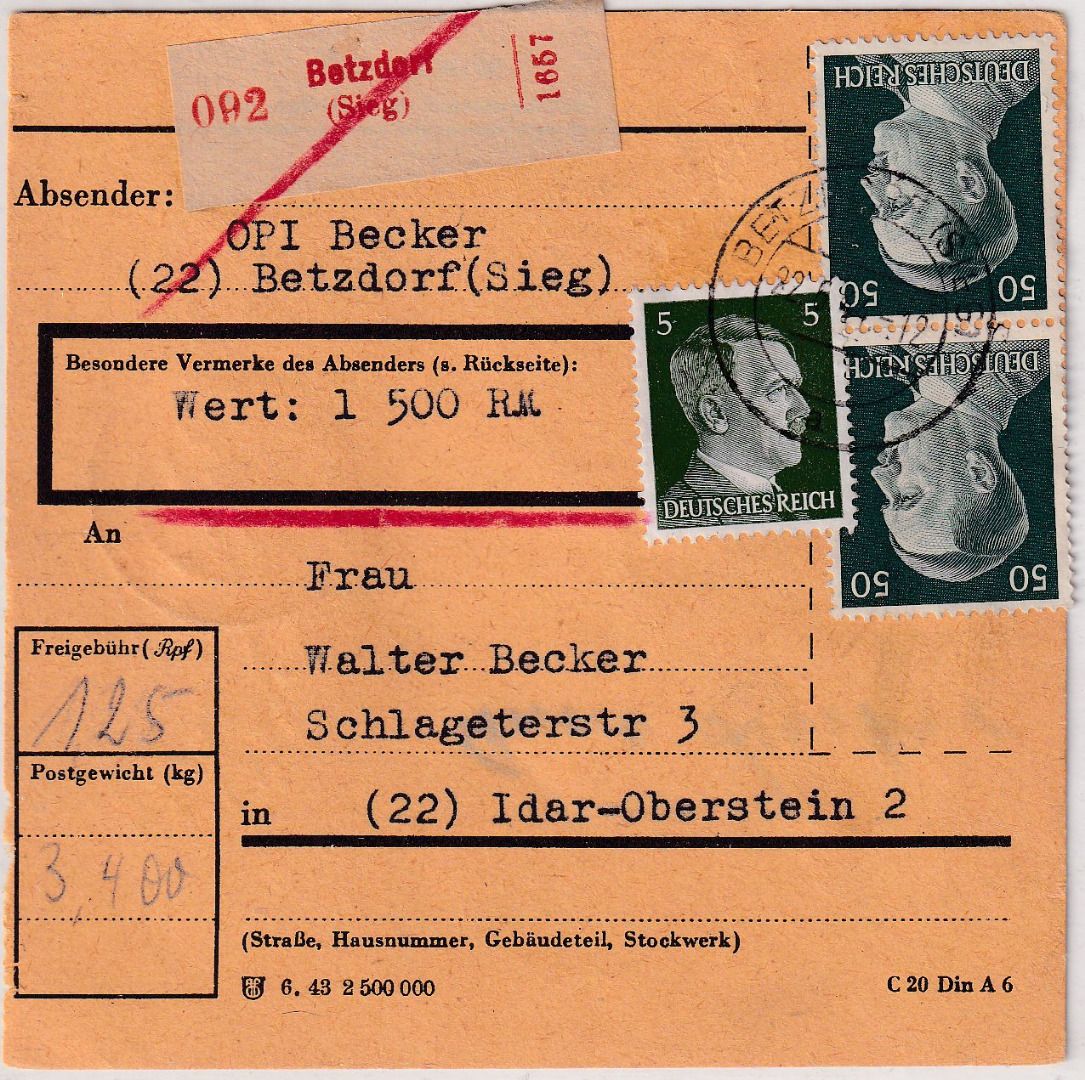 092
Betzdorf
(Sieg)
1657
DEUTSCHES REICH
50 50
DEUTSCHES REICH
50 50
Absender:
OPI Becker
(22) Betzdorf(Sieg)
5 5
DEUTSCHES REICH
Besondere Vermerke des Absenders (s. Rückseite):
Wert: 1 500 RM
An
Frau
Walter Becker
Schlageterstr 3
in (22) Idar-Oberstein 2
Freigebühr (Rpf)
125
Postgewicht (kg)
3,400
(Straße, Hausnummer, Gebäudeteil, Stockwerk)
6. 43 2 500 000
C 20 Din A 6